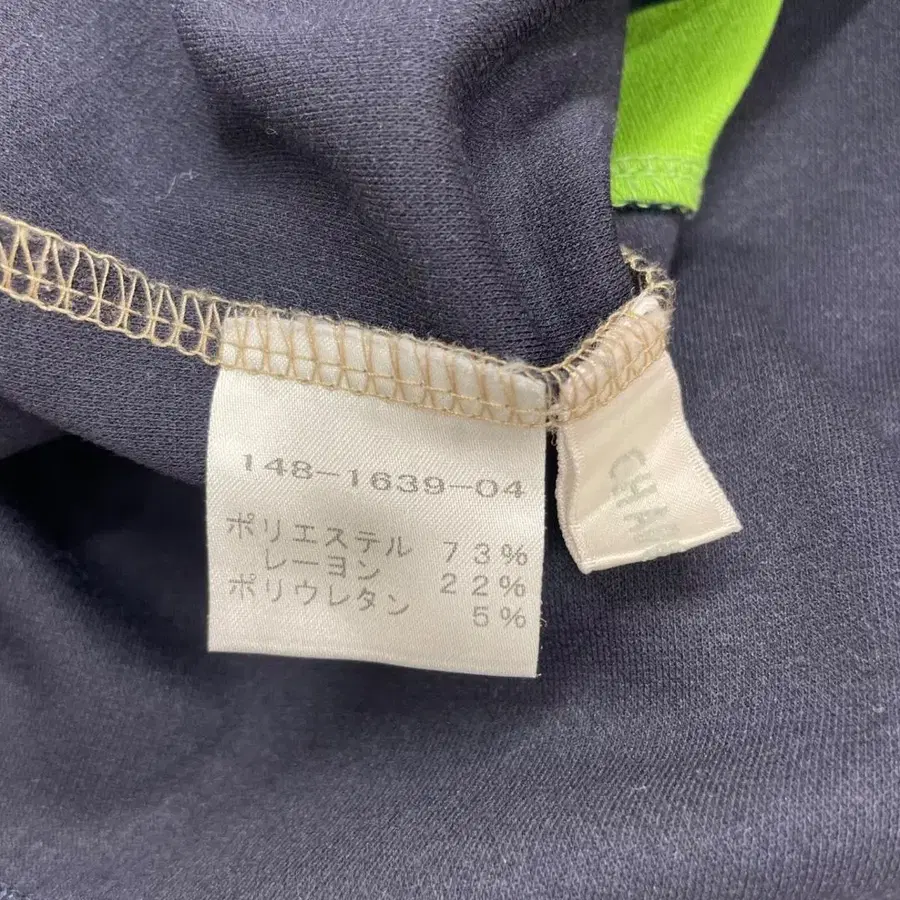 148-1639-04
ポリエステル 73%
レーヨン 22%
ポリウレタン 5%